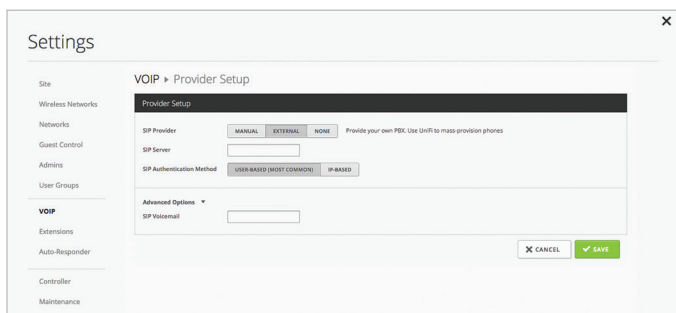 Settings
Site
Wireless Networks
Networks
Guest Control
Admins
User Groups
VOIP
Extensions
Auto-Responder
Controller
Maintenance
VOIP ▸ Provider Setup
Provider Setup
SIP Provider MANUAL EXTERNAL NONE Provide your own PBX. Use UniFi to mass-provision phones
SIP Server
SIP Authentication Method USER-BASED (MOST COMMON) IP-BASED
Advanced Options ▼
SIP Voicemail
✕ CANCEL ✔ SAVE